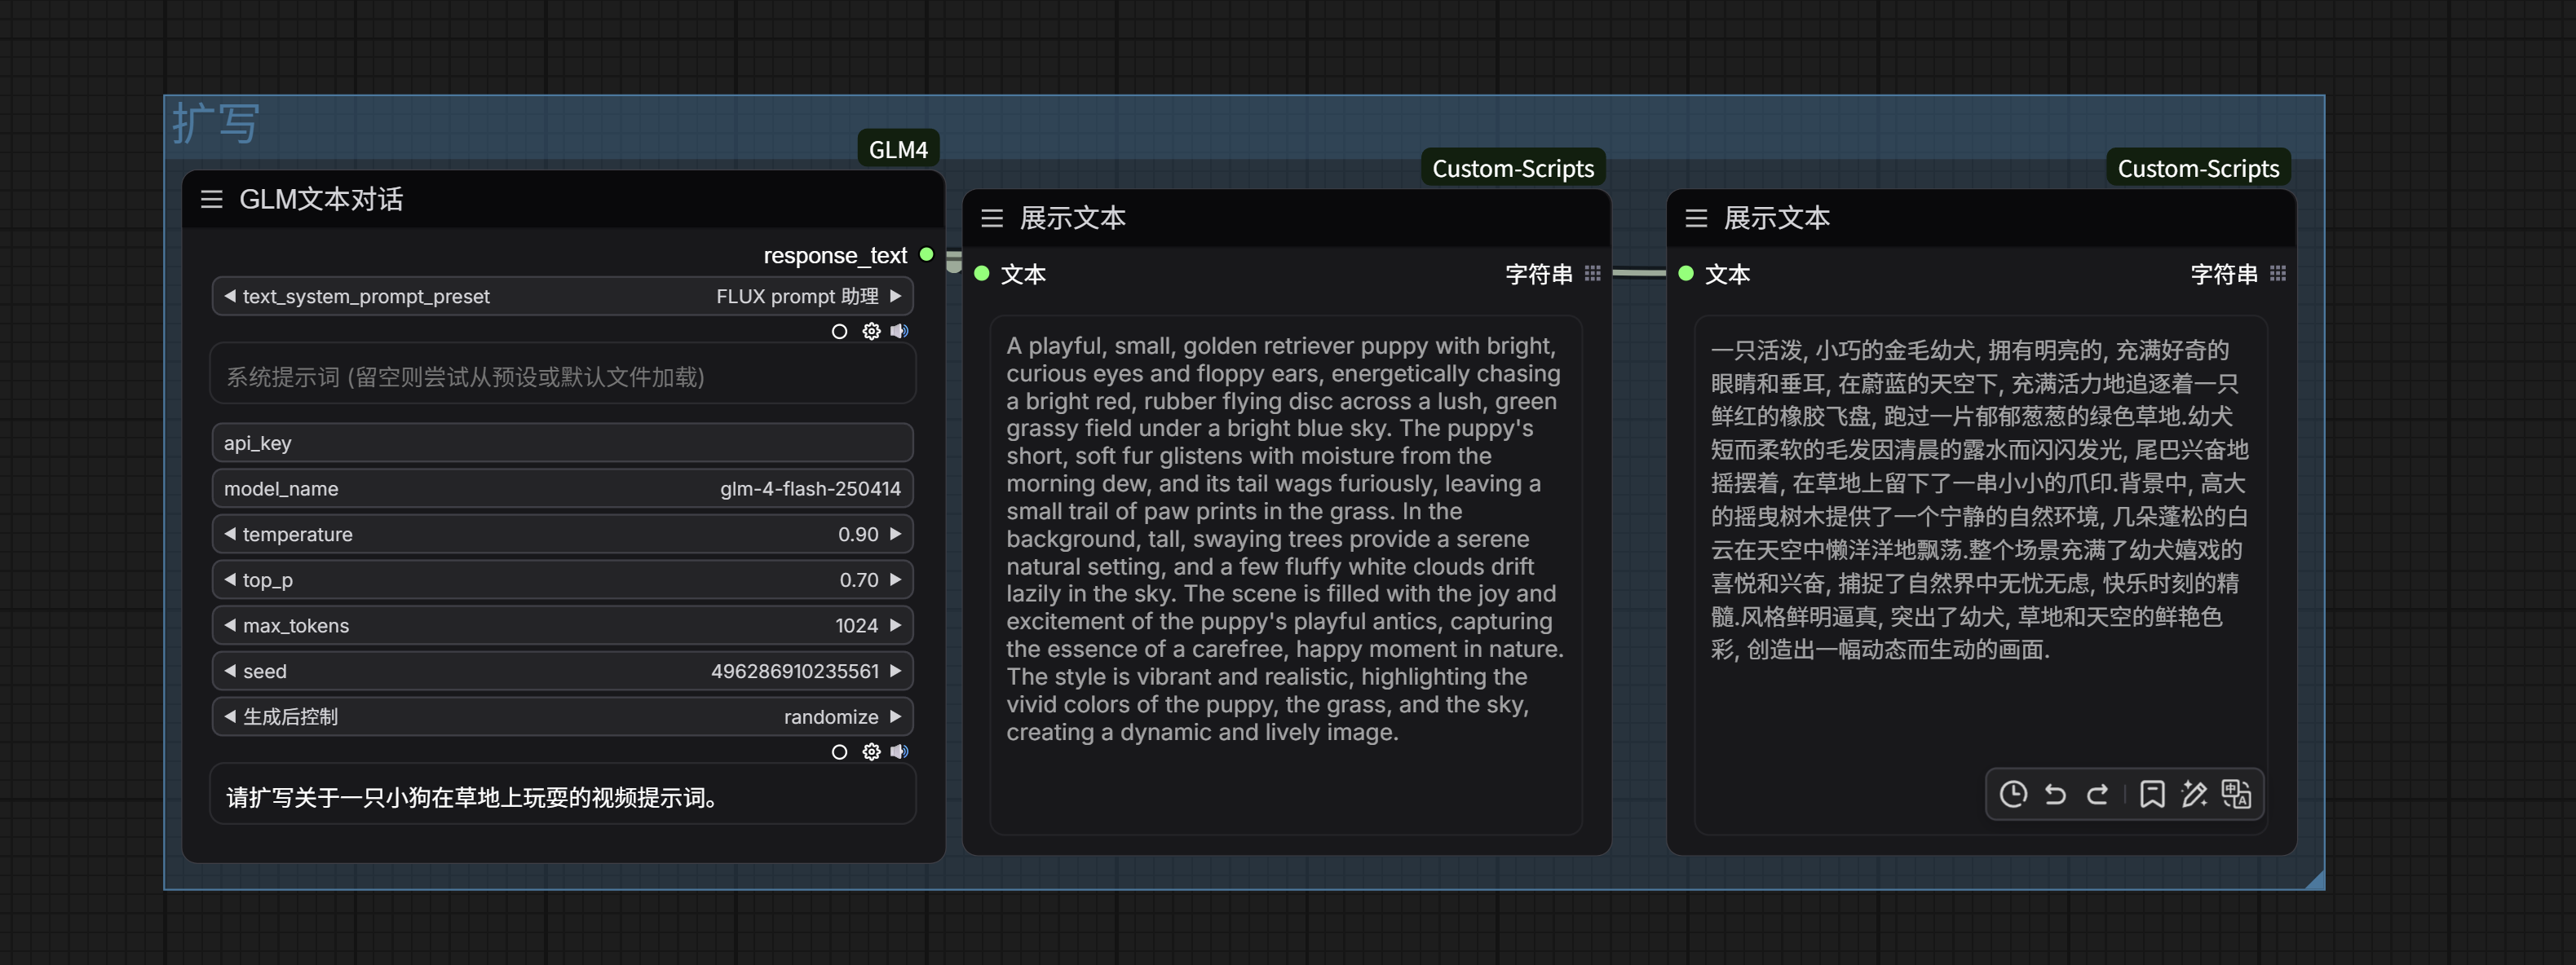 扩写
GLM4
GLM文本对话
response_text
text_system_prompt_preset FLUX prompt 助理
系统提示词 (留空则尝试从预设或默认文件加载)
api_key
model_name glm-4-flash-250414
temperature 0.90
top_p 0.70
max_tokens 1024
seed 496286910235561
生成后控制 randomize
请扩写关于一只小狗在草地上玩耍的视频提示词。
Custom-Scripts
展示文本
文本 字符串
A playful, small, golden retriever puppy with bright,
curious eyes and floppy ears, energetically chasing
a bright red, rubber flying disc across a lush, green
grassy field under a bright blue sky. The puppy's
short, soft fur glistens with moisture from the
morning dew, and its tail wags furiously, leaving a
small trail of paw prints in the grass. In the
background, tall, swaying trees provide a serene
natural setting, and a few fluffy white clouds drift
lazily in the sky. The scene is filled with the joy and
excitement of the puppy's playful antics, capturing
the essence of a carefree, happy moment in nature.
The style is vibrant and realistic, highlighting the
vivid colors of the puppy, the grass, and the sky,
creating a dynamic and lively image.
Custom-Scripts
展示文本
文本 字符串
一只活泼, 小巧的金毛幼犬, 拥有明亮的, 充满好奇的
眼睛和垂耳, 在蔚蓝的天空下, 充满活力地追逐着一只
鲜红的橡胶飞盘, 跑过一片郁郁葱葱的绿色草地.幼犬
短而柔软的毛发因清晨的露水而闪闪发光, 尾巴兴奋地
摇摆着, 在草地上留下了一串小小的爪印.背景中, 高大
的摇曳树木提供了一个宁静的自然环境, 几朵蓬松的白
云在天空中懒洋洋地飘荡.整个场景充满了幼犬嬉戏的
喜悦和兴奋, 捕捉了自然界中无忧无虑, 快乐时刻的精
髓.风格鲜明逼真, 突出了幼犬, 草地和天空的鲜艳色
彩, 创造出一幅动态而生动的画面.